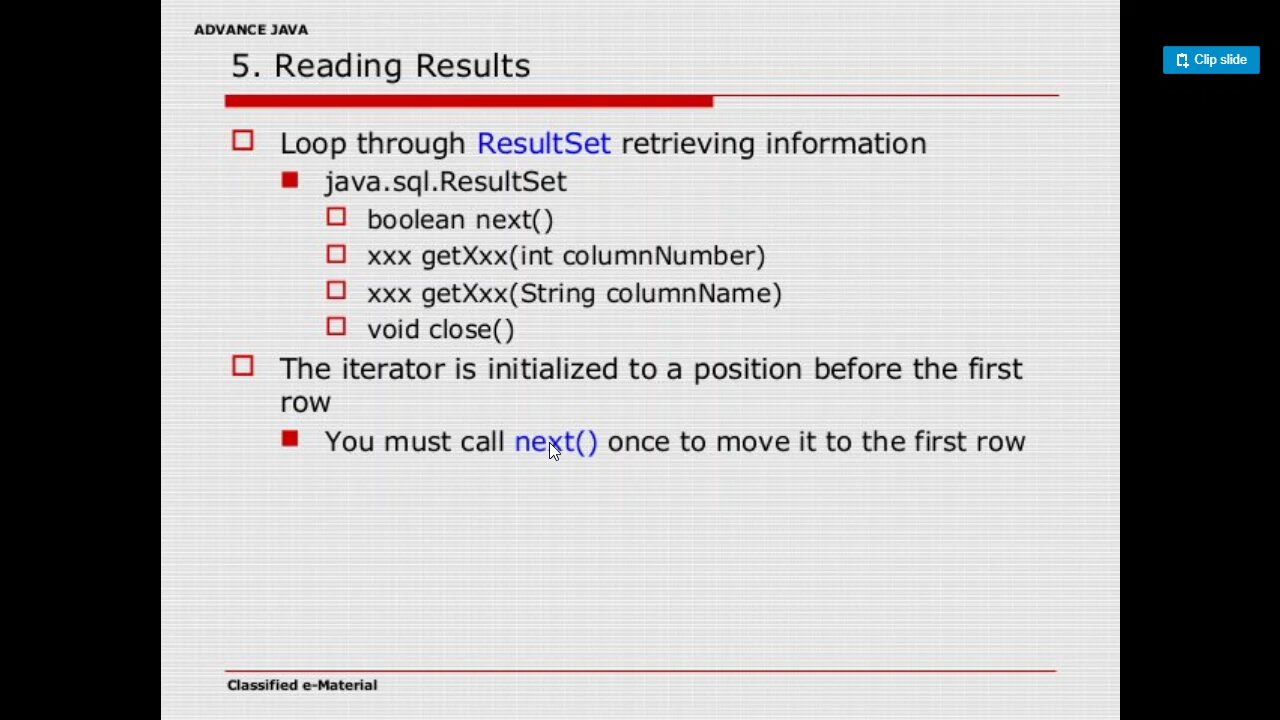 ADVANCE JAVA
5. Reading Results
Clip slide
Loop through ResultSet retrieving information
java.sql.ResultSet
boolean next()
xxx getXxx(int columnNumber)
xxx getXxx(String columnName)
void close()
The iterator is initialized to a position before the first
row
You must call next() once to move it to the first row
Classified e-Material